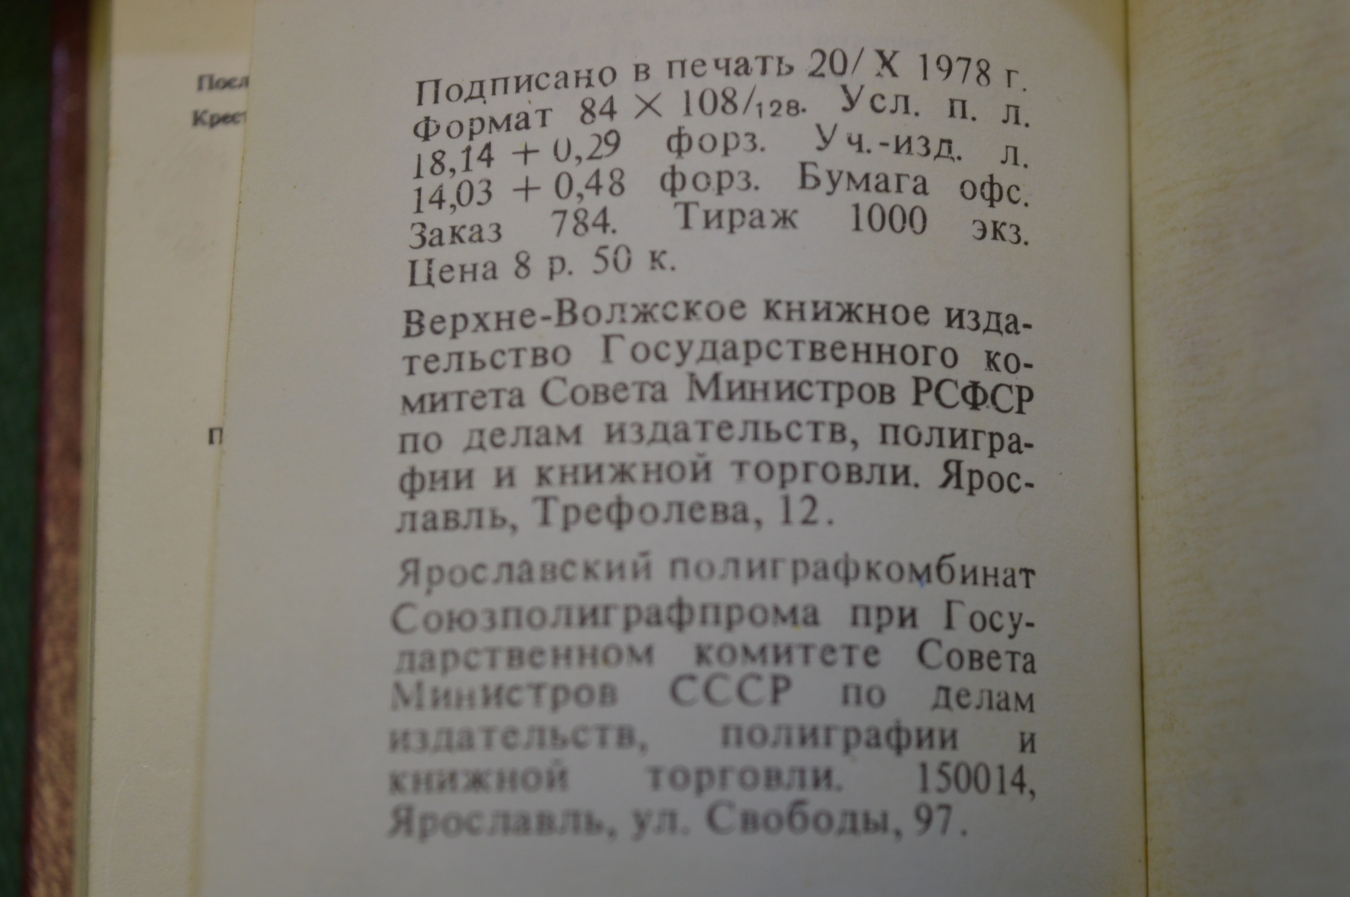 Подписано в печать 20/X 1978 г.
Формат 84 × 108/128. Усл. п. л.
18,14 + 0,29 форз. Уч.-изд. л.
14,03 + 0,48 форз. Бумага офс.
Заказ 784. Тираж 1000 экз.
Цена 8 р. 50 к.
Верхне-Волжское книжное изда-
тельство Государственного ко-
митета Совета Министров РСФСР
по делам издательств, полигра-
фии и книжной торговли. Ярос-
лавль, Трефолева, 12.
Ярославский полиграфкомбинат
Союзполиграфпрома при Госу-
дарственном комитете Совета
Министров СССР по делам
издательств, полиграфии и
книжной торговли. 150014,
Ярославль, ул. Свободы, 97.